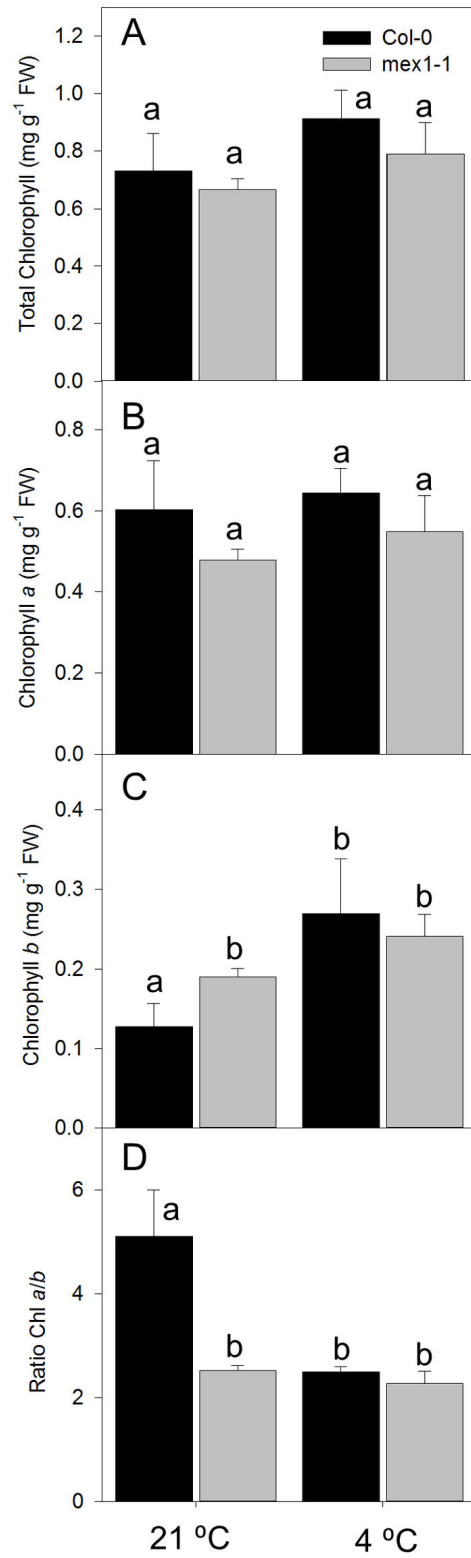 A
Col-0
mex1-1
Total Chlorophyll (mg g⁻¹ FW)
1.2
1.0
0.8
0.6
0.4
0.2
0.0
a
a
a
a
B
Chlorophyll a (mg g⁻¹ FW)
0.8
0.6
0.4
0.2
0.0
a
a
a
a
C
Chlorophyll b (mg g⁻¹ FW)
0.4
0.3
0.2
0.1
0.0
a
b
b
b
D
Ratio Chl a/b
6
4
2
0
a
b
b
b
21 ºC
4 ºC